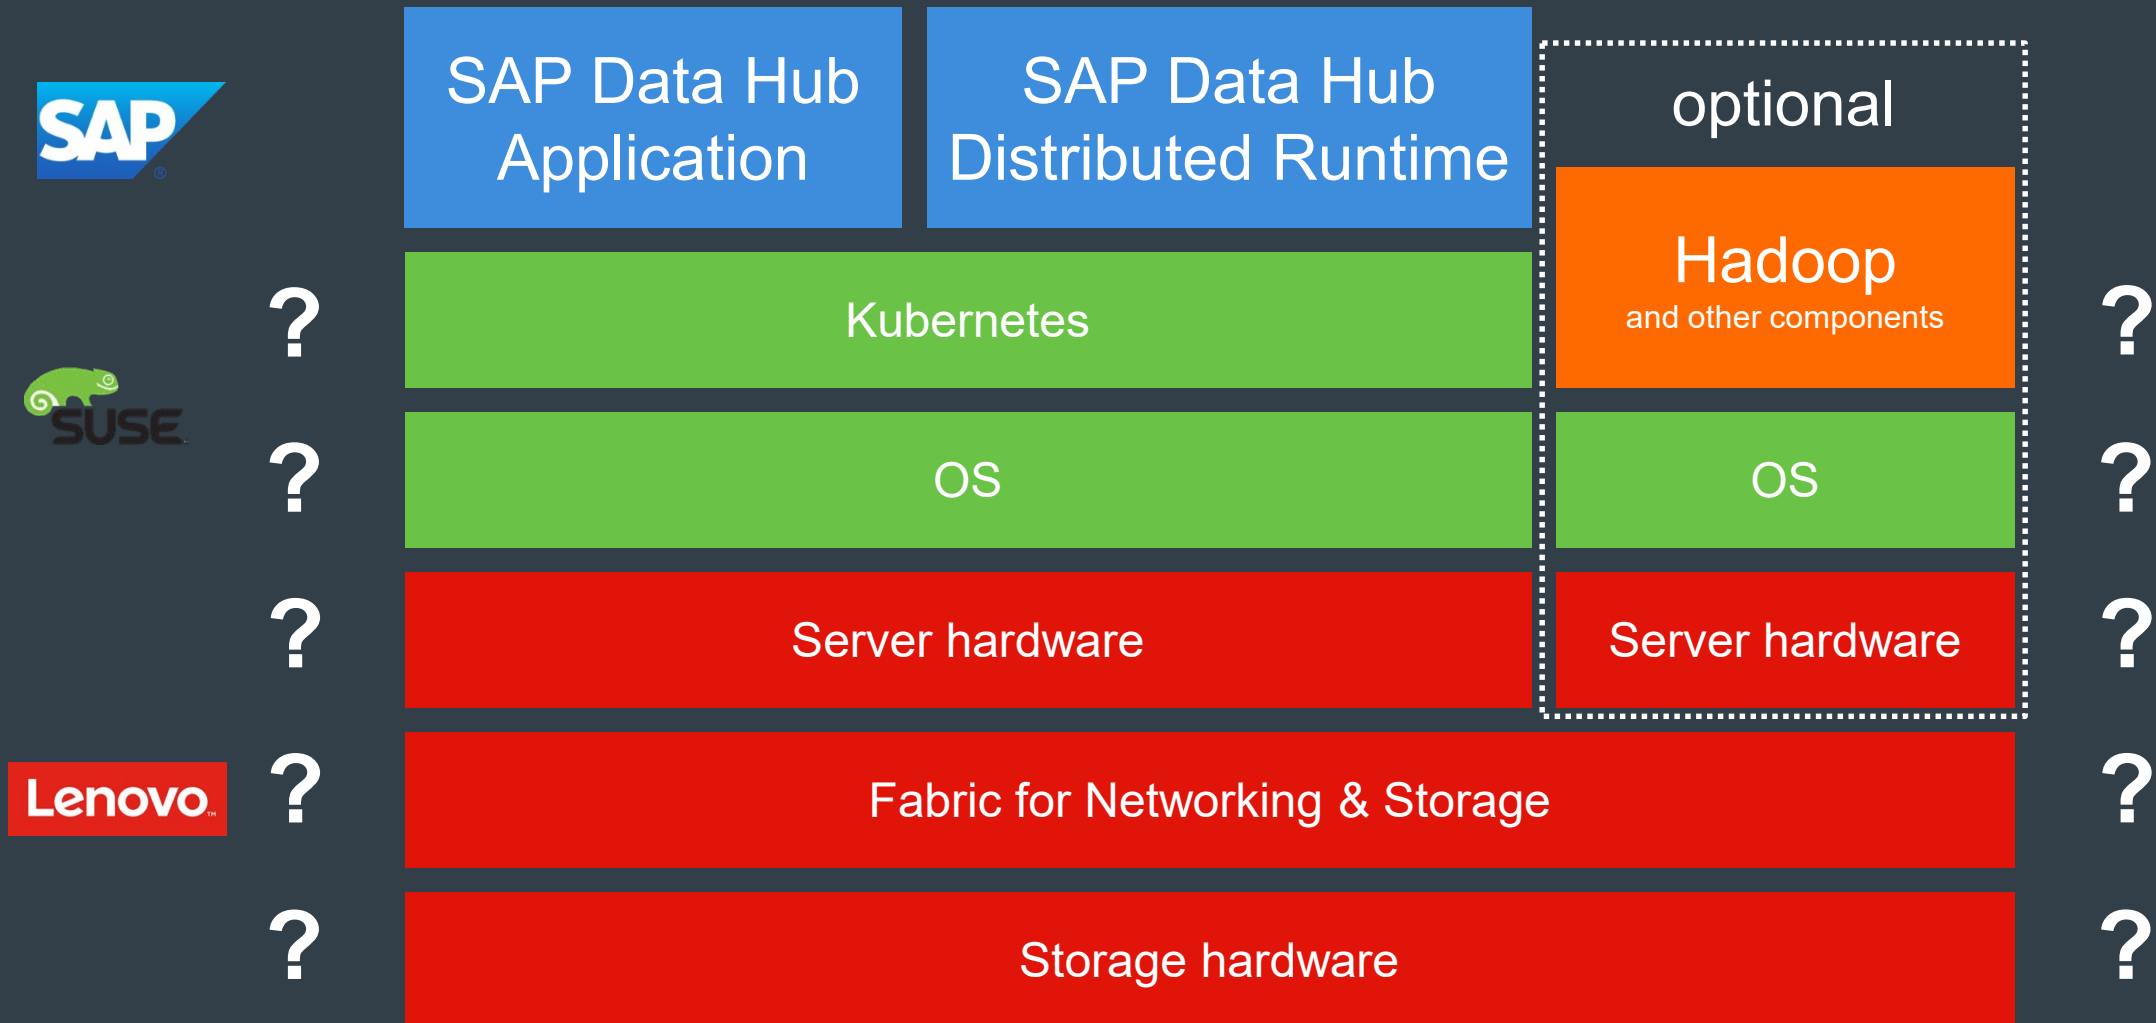 SAP
®
SAP Data Hub
Application
SAP Data Hub
Distributed Runtime
optional
Hadoop
and other components
? Kubernetes ?
SUSE
? OS OS ?
? Server hardware Server hardware ?
Lenovo™
? Fabric for Networking & Storage ?
? Storage hardware ?